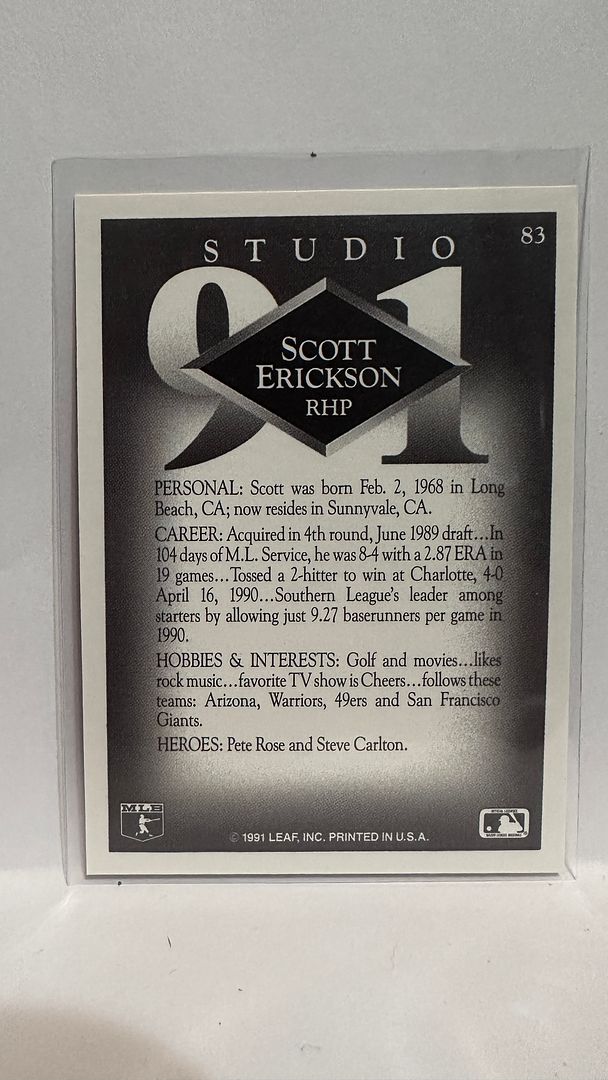 83
STUDIO
91
SCOTT
ERICKSON
RHP
PERSONAL: Scott was born Feb. 2, 1968 in Long
Beach, CA; now resides in Sunnyvale, CA.
CAREER: Acquired in 4th round, June 1989 draft...In
104 days of M.L. Service, he was 8-4 with a 2.87 ERA in
19 games...Tossed a 2-hitter to win at Charlotte, 4-0
April 16, 1990...Southern League's leader among
starters by allowing just 9.27 baserunners per game in
1990.
HOBBIES & INTERESTS: Golf and movies...likes
rock music...favorite TV show is Cheers...follows these
teams: Arizona, Warriors, 49ers and San Francisco
Giants.
HEROES: Pete Rose and Steve Carlton.
MLB
© 1991 LEAF, INC. PRINTED IN U.S.A.